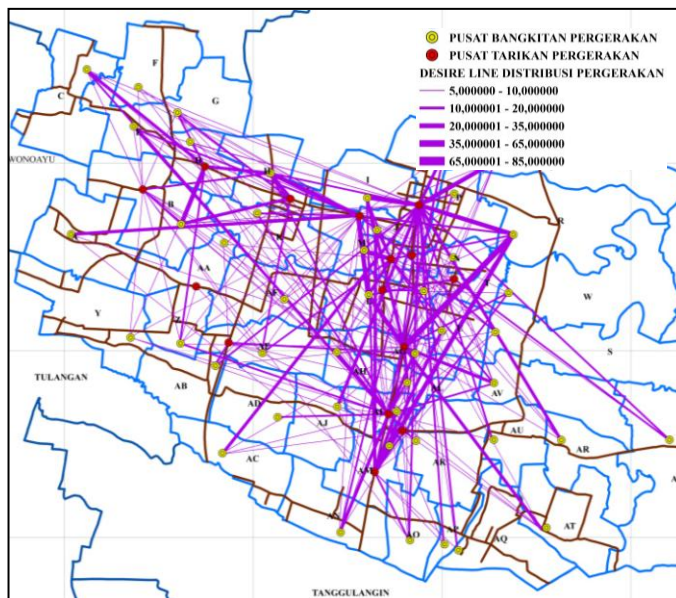 PUSAT BANGKITAN PERGERAKAN
PUSAT TARIKAN PERGERAKAN
DESIRE LINE DISTRIBUSI PERGERAKAN
5,000000 - 10,000000
10,000001 - 20,000000
20,000001 - 35,000000
35,000001 - 65,000000
65,000001 - 85,000000
F
C
G
WONOAYU
I
R
B
AA
W
Y
S
TULANGAN
AB
AH
AV
AD
AJ
AU
AR
AC
AK
AT
AO
AQ
TANGGULANGIN